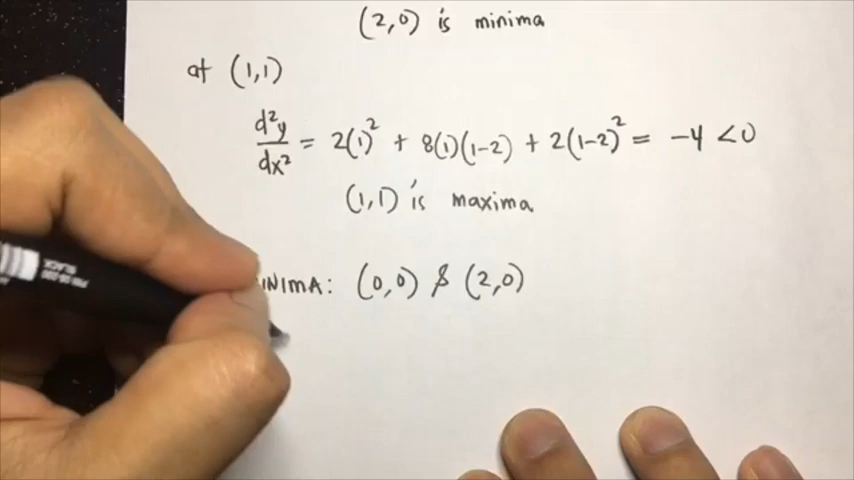 (2,0) is minima
at (1,1)
d²y/dx² = 2(1)² + 8(1)(1-2) + 2(1-2)² = -4 <0
(1,1) is maxima
INIMA: (0,0) & (2,0)